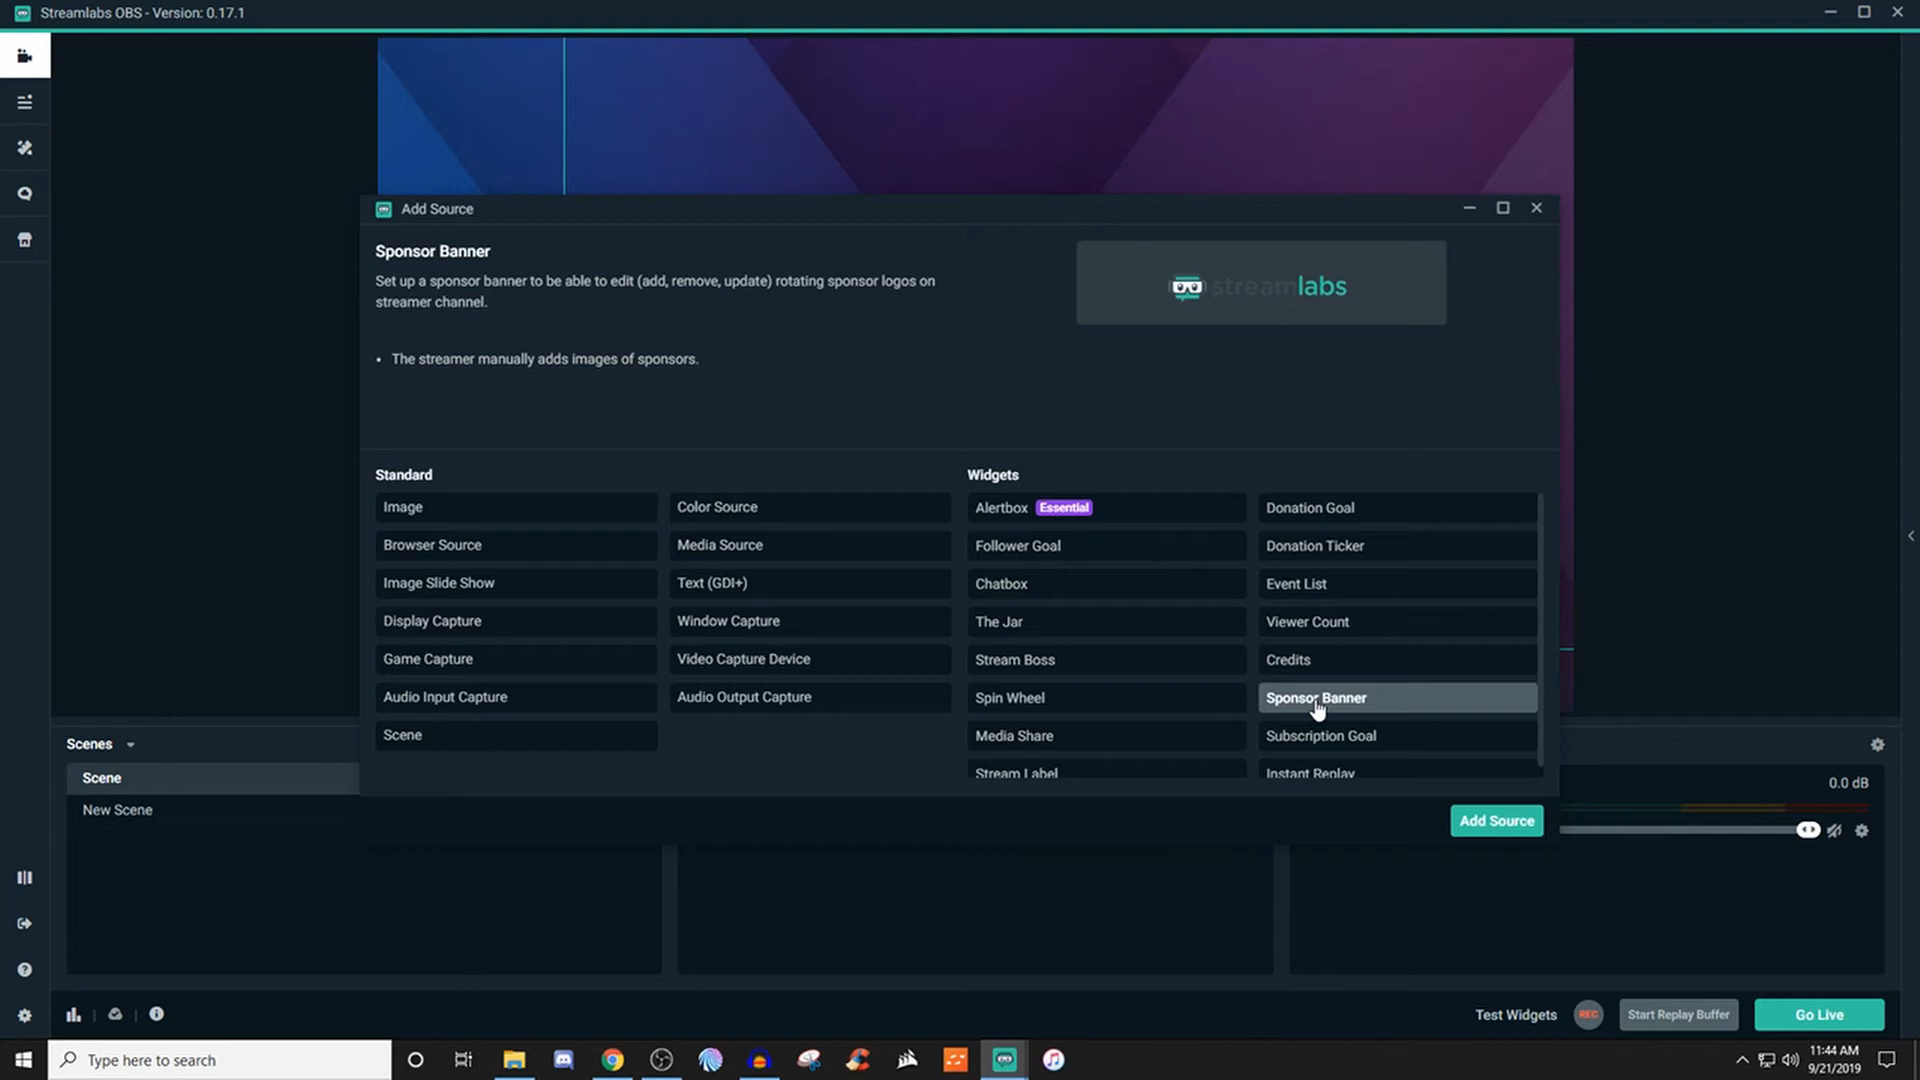 Streamlabs OBS - Version: 0.17.1
Add Source
Sponsor Banner
Set up a sponsor banner to be able to edit (add, remove, update) rotating sponsor logos on
streamer channel.
• The streamer manually adds images of sponsors.
streamlabs
Standard
Image
Color Source
Browser Source
Media Source
Image Slide Show
Text (GDI+)
Display Capture
Window Capture
Game Capture
Video Capture Device
Audio Input Capture
Audio Output Capture
Scene
Widgets
Alertbox Essential
Donation Goal
Follower Goal
Donation Ticker
Chatbox
Event List
The Jar
Viewer Count
Stream Boss
Credits
Spin Wheel
Sponsor Banner
Media Share
Subscription Goal
Stream Label
Instant Replay
Add Source
Scenes
Scene
New Scene
0.0 dB
Test Widgets
REC
Start Replay Buffer
Go Live
Type here to search
11:44 AM
9/21/2019